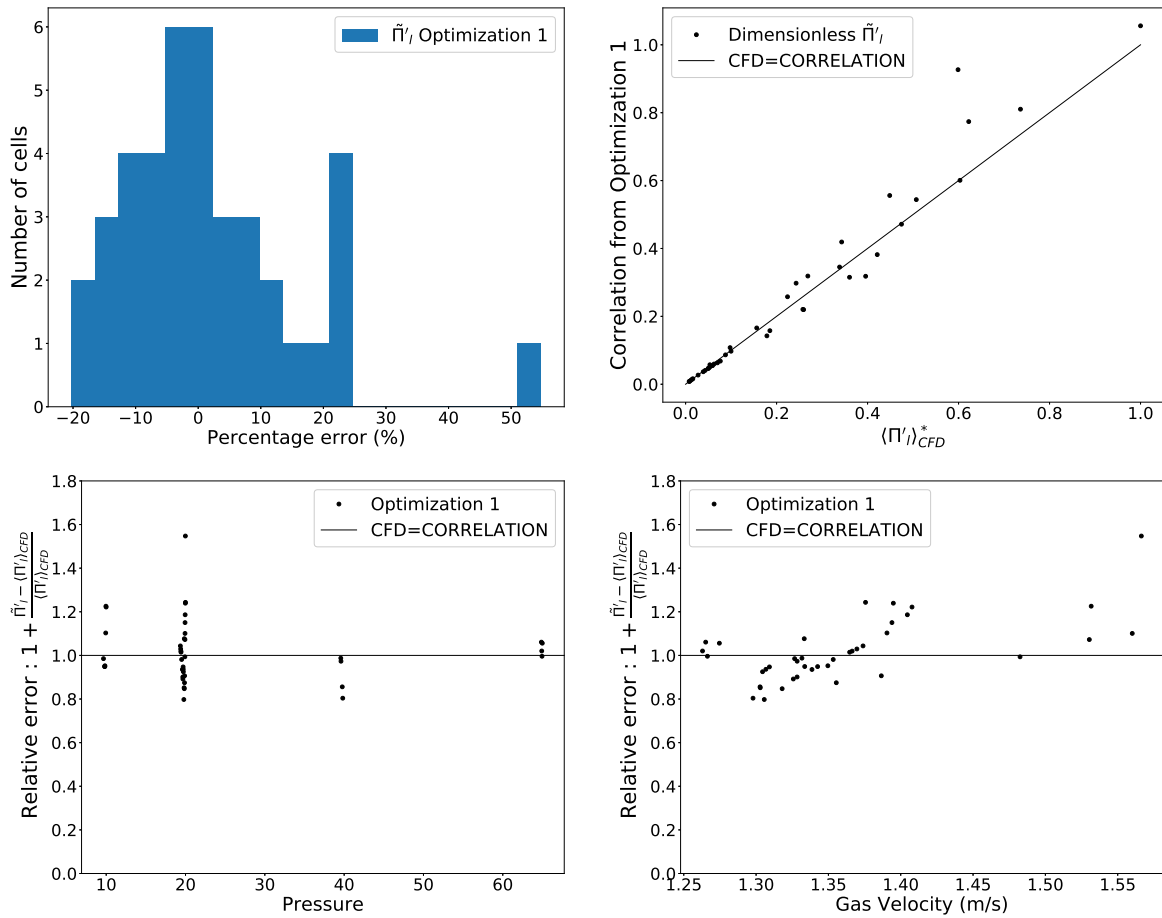 6
5
4
3
2
1
0
Number of cells
Π̃'l Optimization 1
−20 −10 0 10 20 30 40 50
Percentage error (%)
1.0
0.8
0.6
0.4
0.2
0.0
Correlation from Optimization 1
Dimensionless Π̃'l
CFD=CORRELATION
0.0 0.2 0.4 0.6 0.8 1.0
⟨Π'l⟩*CFD
1.8
1.6
1.4
1.2
1.0
0.8
0.6
0.4
0.2
0.0
Relative error : 1 + (Π̃'l − ⟨Π'l⟩CFD) / ⟨Π'l⟩CFD
Optimization 1
CFD=CORRELATION
10 20 30 40 50 60
Pressure
1.8
1.6
1.4
1.2
1.0
0.8
0.6
0.4
0.2
0.0
Relative error : 1 + (Π̃'l − ⟨Π'l⟩CFD) / ⟨Π'l⟩CFD
Optimization 1
CFD=CORRELATION
1.25 1.30 1.35 1.40 1.45 1.50 1.55
Gas Velocity (m/s)